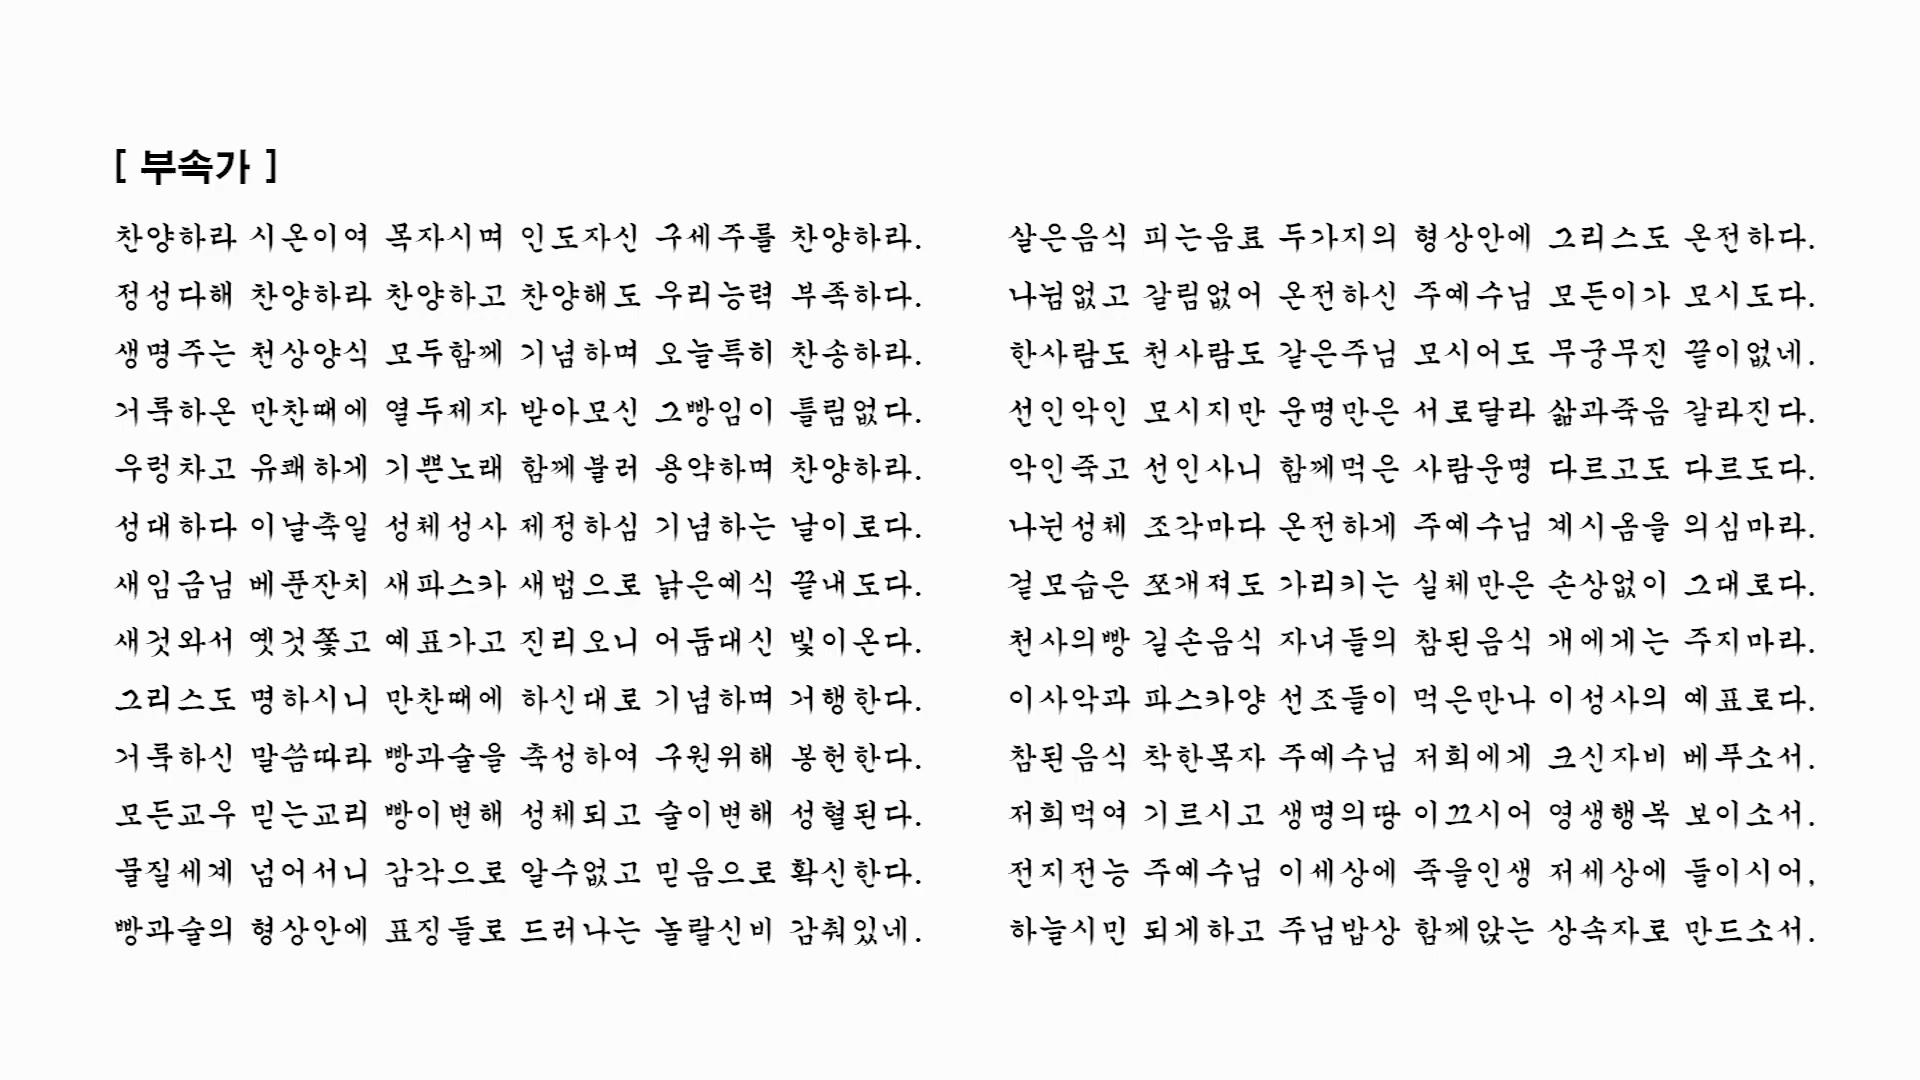 [ 부속가 ]
찬양하라 시온이여 목자시며 인도자신 구세주를 찬양하라.
정성다해 찬양하라 찬양하고 찬양해도 우리능력 부족하다.
생명주는 천상양식 모두함께 기념하며 오늘특히 찬송하라.
거룩하온 만찬때에 열두제자 받아모신 그빵임이 틀림없다.
우렁차고 유쾌하게 기쁜노래 함께불러 용약하며 찬양하라.
성대하다 이날축일 성체성사 제정하심 기념하는 날이로다.
새임금님 베푼잔치 새파스카 새법으로 낡은예식 끝내도다.
새것와서 옛것쫓고 예표가고 진리오니 어둠대신 빛이온다.
그리스도 명하시니 만찬때에 하신대로 기념하며 거행한다.
거룩하신 말씀따라 빵과술을 축성하여 구원위해 봉헌한다.
모든교우 믿는교리 빵이변해 성체되고 술이변해 성혈된다.
물질세계 넘어서니 감각으로 알수없고 믿음으로 확신한다.
빵과술의 형상안에 표징들로 드러나는 놀랄신비 감춰있네.
살은음식 피는음료 두가지의 형상안에 그리스도 온전하다.
나뉨없고 갈림없어 온전하신 주예수님 모든이가 모시도다.
한사람도 천사람도 같은주님 모시어도 무궁무진 끝이없네.
선인악인 모시지만 운명만은 서로달라 삶과죽음 갈라진다.
악인죽고 선인사니 함께먹은 사람운명 다르고도 다르도다.
나뉜성체 조각마다 온전하게 주예수님 계시옴을 의심마라.
겉모습은 쪼개져도 가리키는 실체만은 손상없이 그대로다.
천사의빵 길손음식 자녀들의 참된음식 개에게는 주지마라.
이사악과 파스카양 선조들이 먹은만나 이성사의 예표로다.
참된음식 착한목자 주예수님 저희에게 크신자비 베푸소서.
저희먹여 기르시고 생명의땅 이끄시어 영생행복 보이소서.
전지전능 주예수님 이세상에 죽을인생 저세상에 들이시어,
하늘시민 되게하고 주님밥상 함께앉는 상속자로 만드소서.